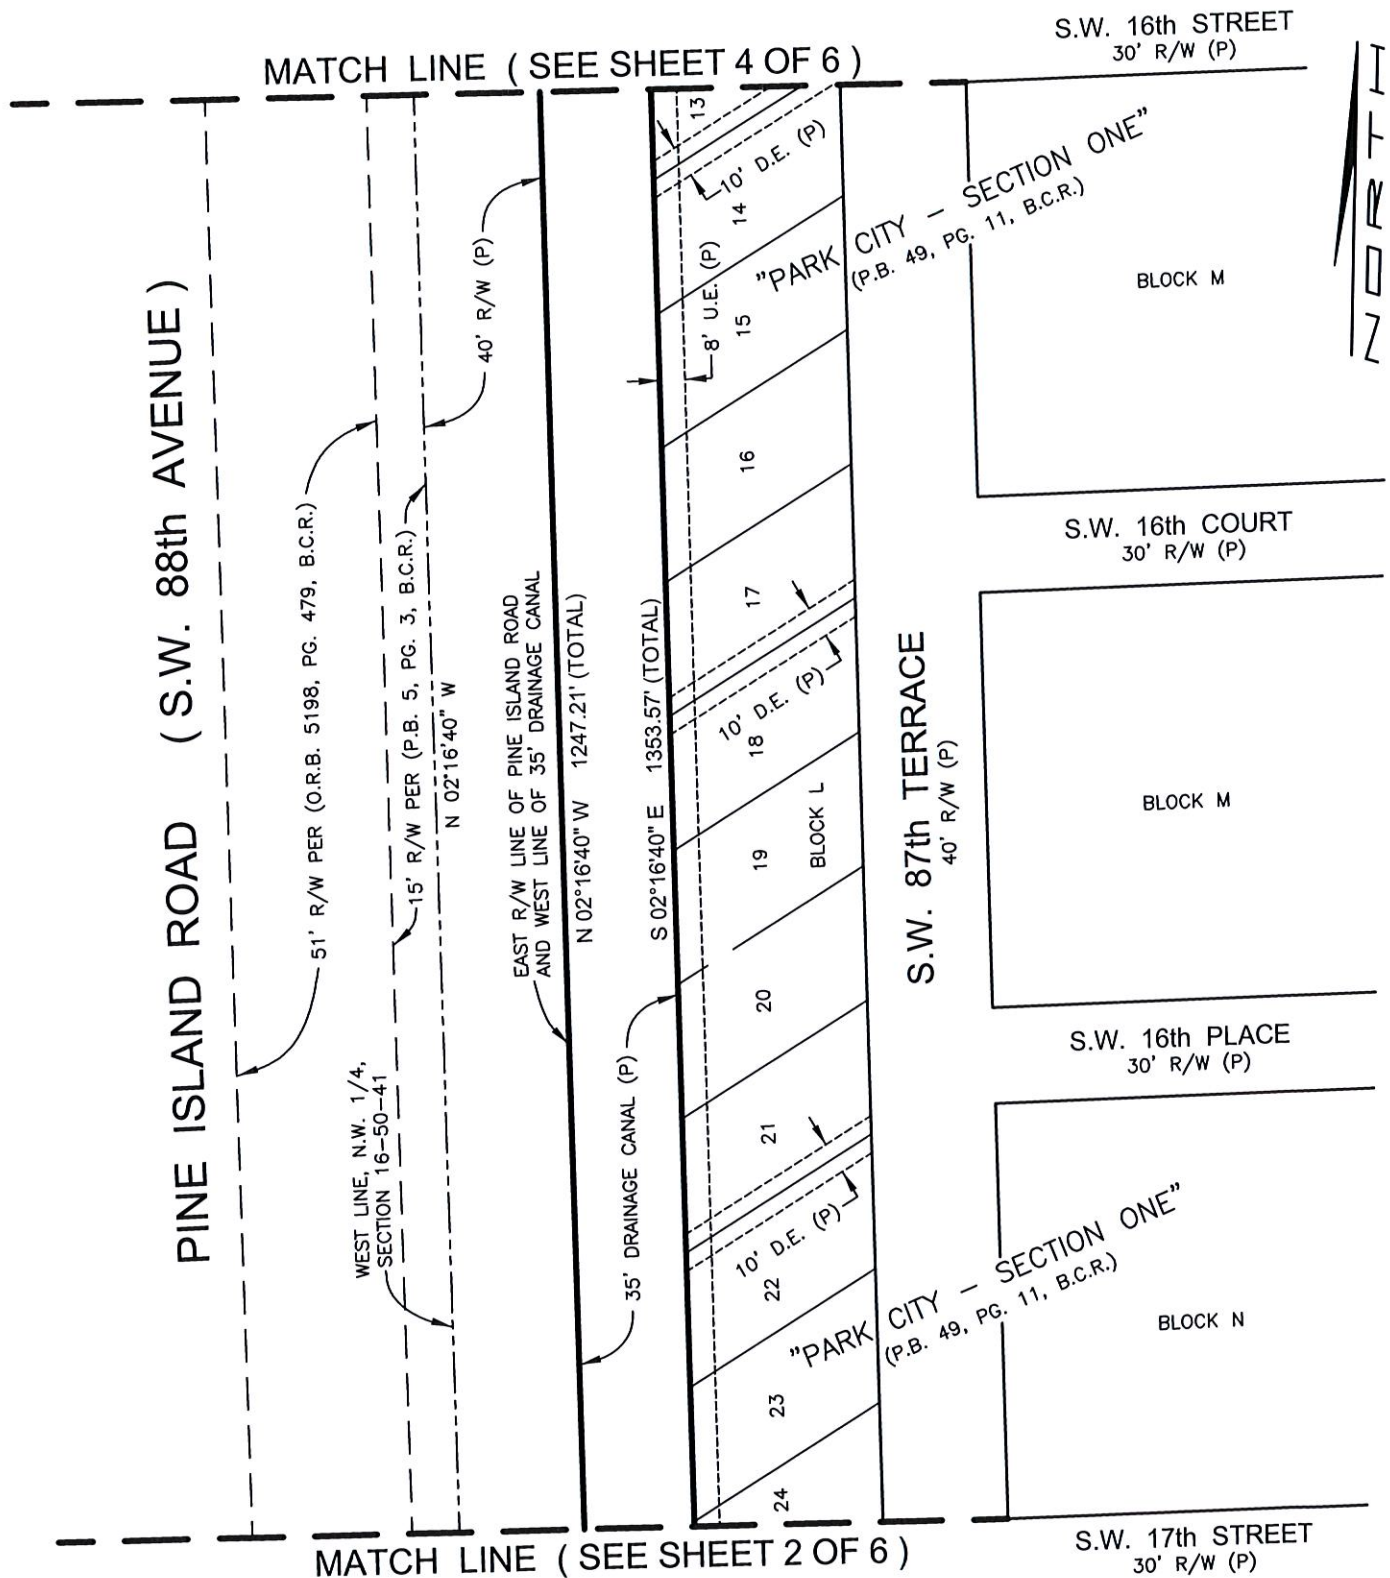 S.W. 16th STREET
30' R/W (P)
MATCH LINE ( SEE SHEET 4 OF 6 )
NORTH
13
10' D.E. (P)
14
"PARK CITY – SECTION ONE"
(P.B. 49, PG. 11, B.C.R.)
BLOCK M
40' R/W (P)
8' U.E. (P)
15
16
PINE ISLAND ROAD ( S.W. 88th AVENUE )
51' R/W PER (O.R.B. 5198, PG. 479, B.C.R.)
15' R/W PER (P.B. 5, PG. 3, B.C.R.)
N 02°16'40" W
EAST R/W LINE OF PINE ISLAND ROAD
AND WEST LINE OF 35' DRAINAGE CANAL
N 02°16'40" W 1247.21' (TOTAL)
S 02°16'40" E 1353.57' (TOTAL)
S.W. 16th COURT
30' R/W (P)
17
10' D.E. (P)
18
19
BLOCK L
S.W. 87th TERRACE
40' R/W (P)
BLOCK M
20
S.W. 16th PLACE
30' R/W (P)
WEST LINE, N.W. 1/4,
SECTION 16-50-41
35' DRAINAGE CANAL (P)
21
10' D.E. (P)
22
"PARK CITY – SECTION ONE"
(P.B. 49, PG. 11, B.C.R.)
BLOCK N
23
24
MATCH LINE ( SEE SHEET 2 OF 6 )
S.W. 17th STREET
30' R/W (P)